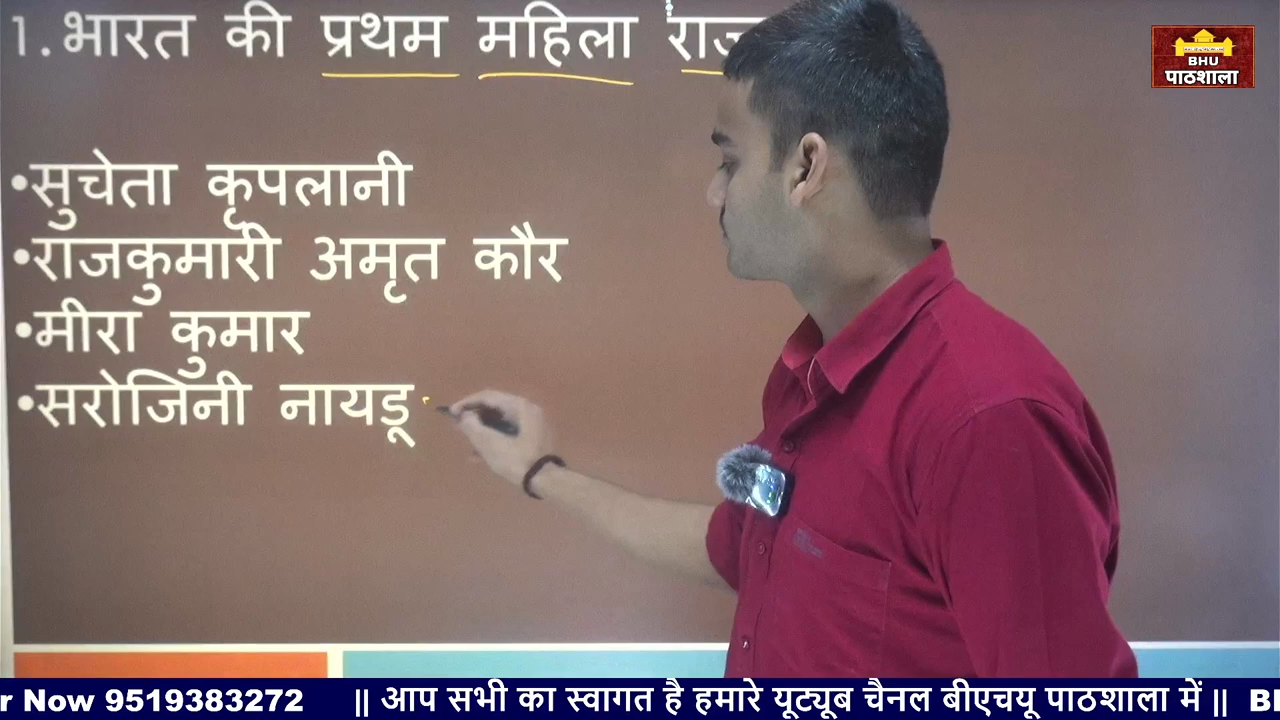 1. भारत की प्रथम महिला
BHU
पाठशाला
•सुचेता कृपलानी
•राजकुमारी अमृत कौर
•मीरा कुमार
•सरोजिनी नायडू
Now 9519383272 || आप सभी का स्वागत है हमारे यूट्यूब चैनल बीएचयू पाठशाला में ||